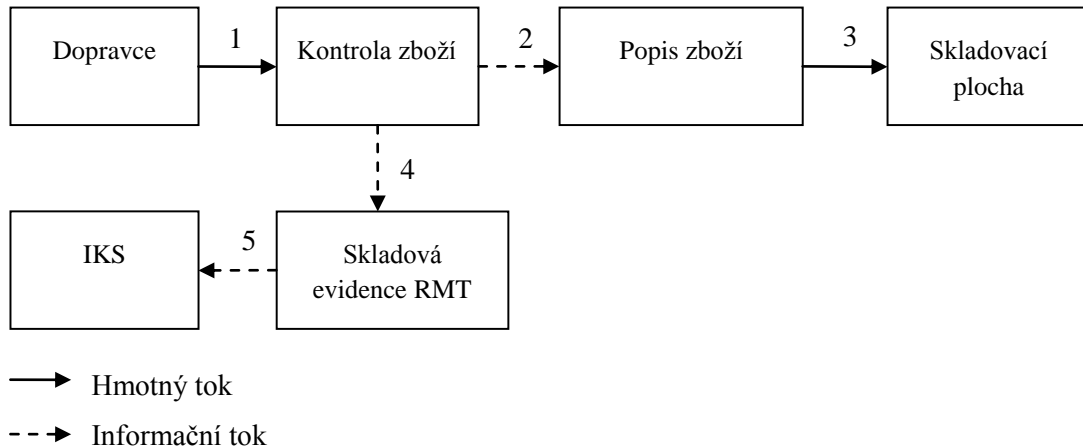 Dopravce
1
Kontrola zboží
2
Popis zboží
3
Skladovací
plocha
4
IKS
5
Skladová
evidence RMT
Hmotný tok
Informační tok